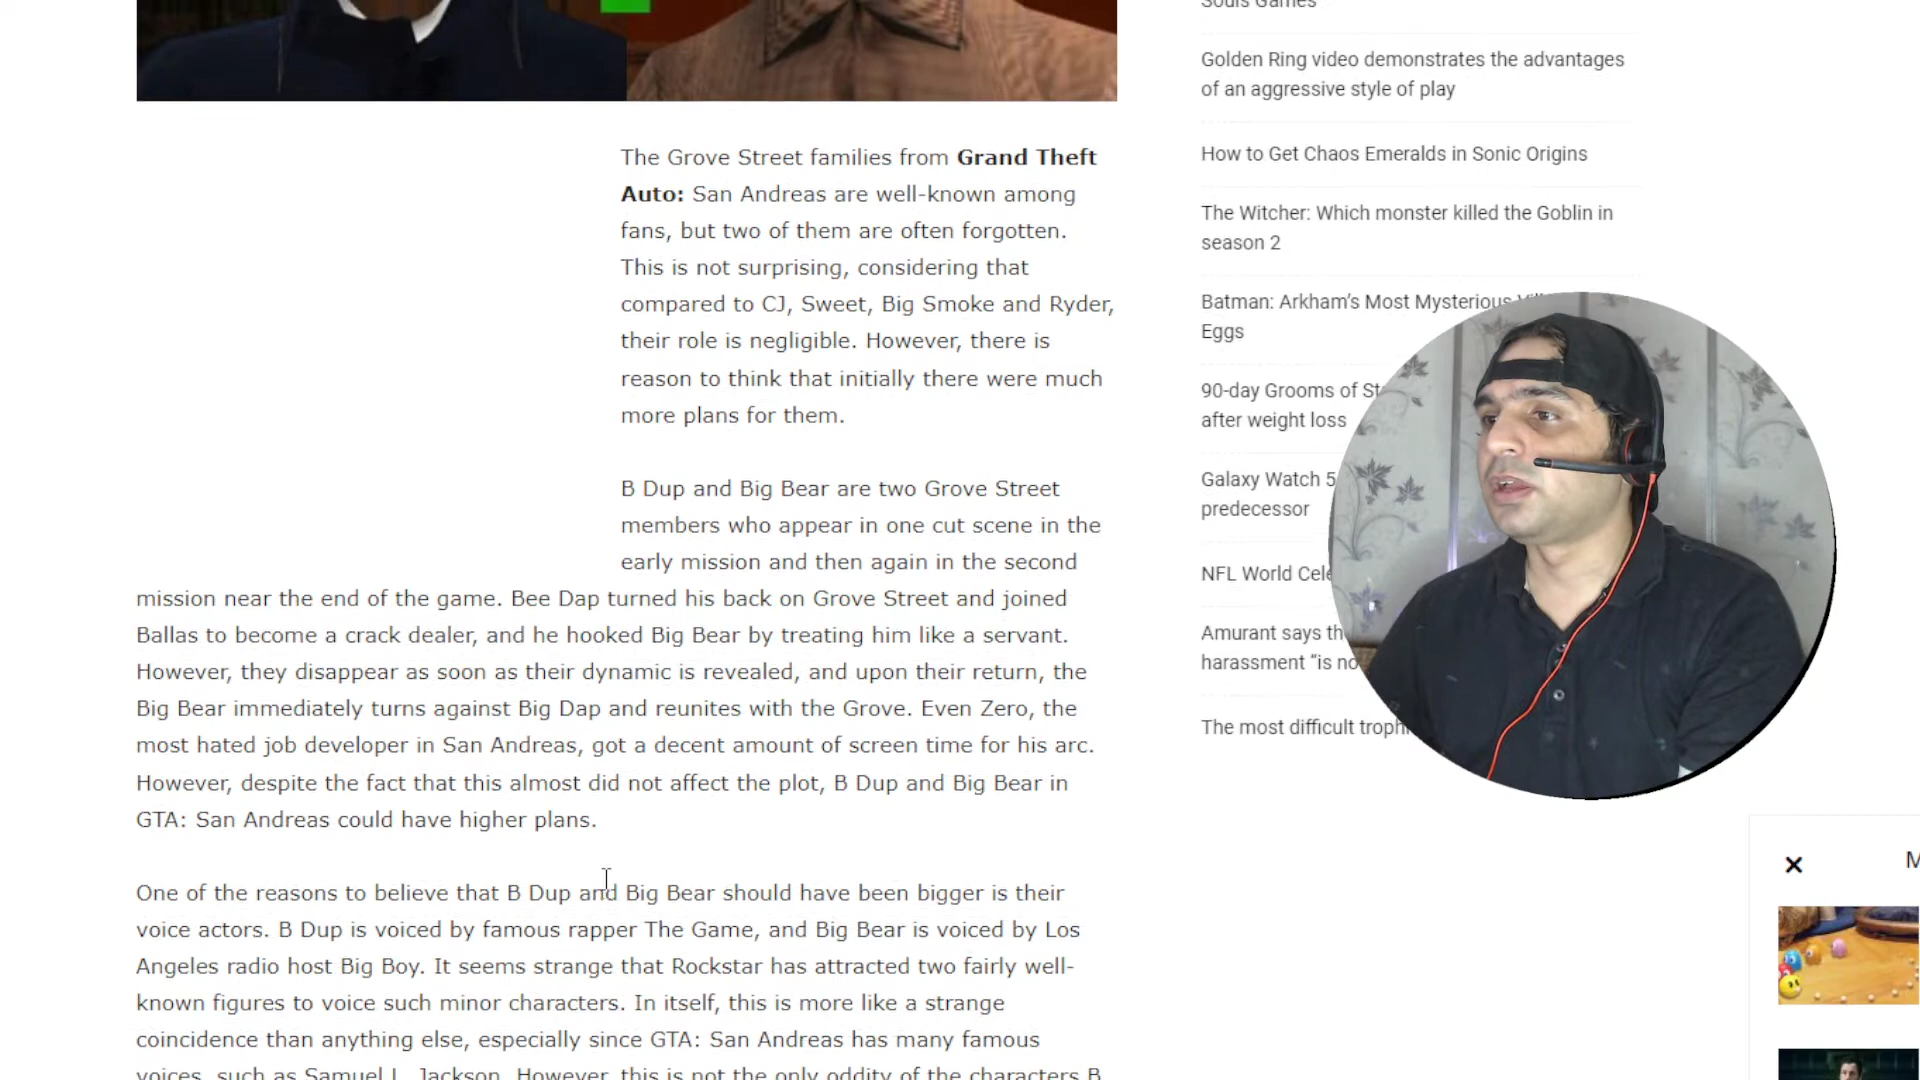 The Grove Street families from Grand Theft
Auto: San Andreas are well-known among
fans, but two of them are often forgotten.
This is not surprising, considering that
compared to CJ, Sweet, Big Smoke and Ryder,
their role is negligible. However, there is
reason to think that initially there were much
more plans for them.
B Dup and Big Bear are two Grove Street
members who appear in one cut scene in the
early mission and then again in the second
mission near the end of the game. Bee Dap turned his back on Grove Street and joined
Ballas to become a crack dealer, and he hooked Big Bear by treating him like a servant.
However, they disappear as soon as their dynamic is revealed, and upon their return, the
Big Bear immediately turns against Big Dap and reunites with the Grove. Even Zero, the
most hated job developer in San Andreas, got a decent amount of screen time for his arc.
However, despite the fact that this almost did not affect the plot, B Dup and Big Bear in
GTA: San Andreas could have higher plans.
One of the reasons to believe that B Dup and Big Bear should have been bigger is their
voice actors. B Dup is voiced by famous rapper The Game, and Big Bear is voiced by Los
Angeles radio host Big Boy. It seems strange that Rockstar has attracted two fairly well-
known figures to voice such minor characters. In itself, this is more like a strange
coincidence than anything else, especially since GTA: San Andreas has many famous
voices, such as Samuel L. Jackson. However, this is not the only oddity of the characters B
Souls Games
Golden Ring video demonstrates the advantages
of an aggressive style of play
How to Get Chaos Emeralds in Sonic Origins
The Witcher: Which monster killed the Goblin in
season 2
Batman: Arkham's Most Mysterious
Eggs
90-day Grooms of
after weight loss
Galaxy Watch 5
predecessor
NFL World
Amurant says
harassment "is
The most difficult